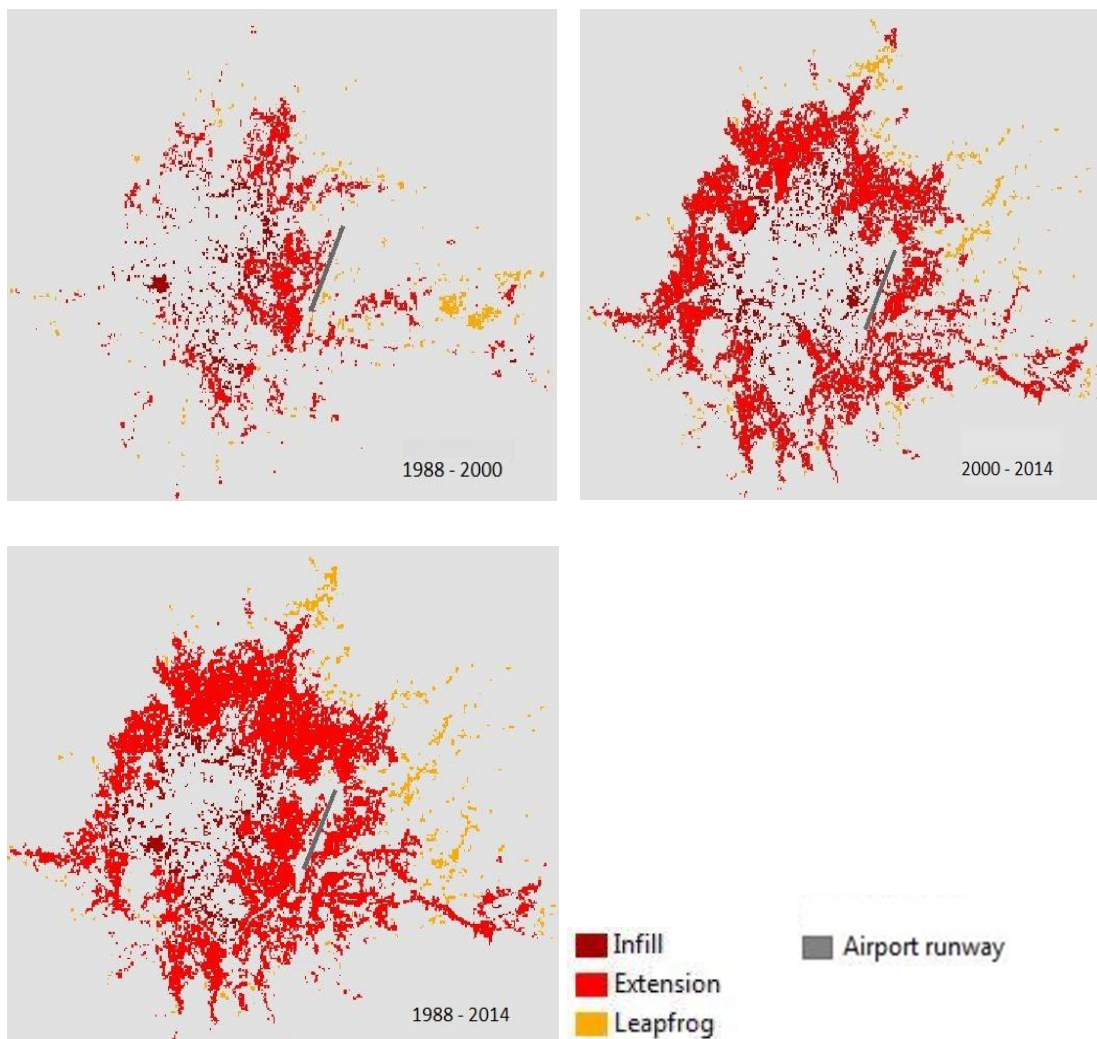 1988 - 2000
2000 - 2014
1988 - 2014
Infill
Extension
Leapfrog
Airport runway